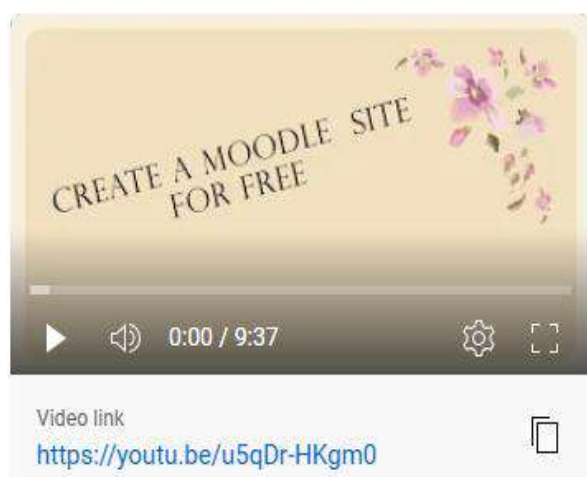 CREATE A MOODLE SITE
FOR FREE
0:00 / 9:37
Video link
https://youtu.be/u5qDr-HKgm0